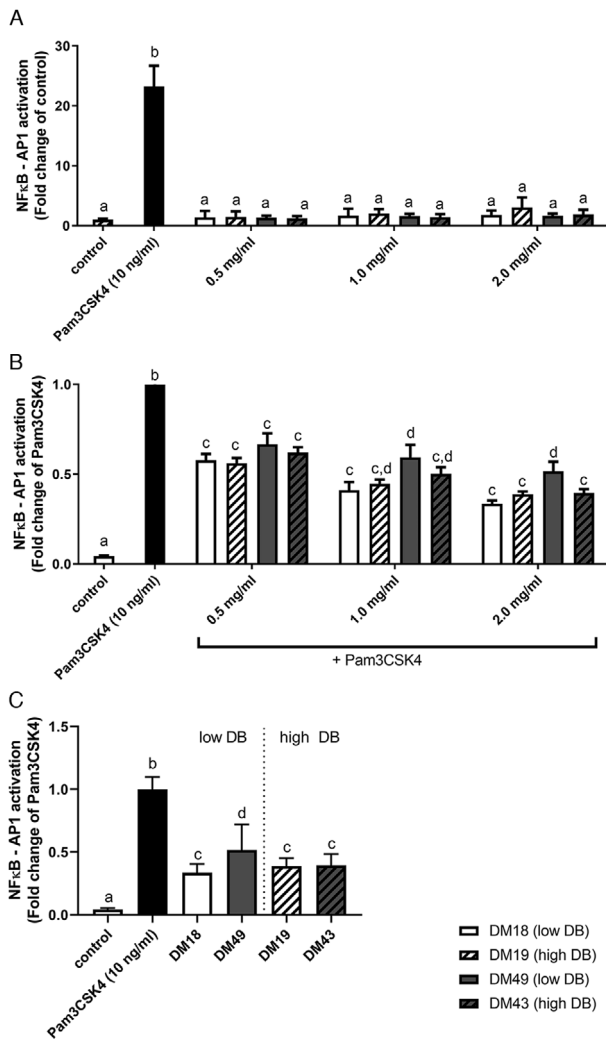 A
NFκB - AP1 activation
(Fold change of control)
30
20
10
0
a
b
a
a
a
a
a
a
a
a
a
a
a
a
control
Pam3CSK4 (10 ng/ml)
0.5 mg/ml
1.0 mg/ml
2.0 mg/ml
B
NFκB - AP1 activation
(Fold change of Pam3CSK4)
1.0
0.5
0.0
a
b
c
c
c
c
c
c,d
d
c,d
c
c
d
c
control
Pam3CSK4 (10 ng/ml)
0.5 mg/ml
1.0 mg/ml
2.0 mg/ml
+ Pam3CSK4
C
NFκB - AP1 activation
(Fold change of Pam3CSK4)
1.5
1.0
0.5
0.0
low DB
high DB
a
b
c
d
c
c
control
Pam3CSK4 (10 ng/ml)
DM18
DM49
DM19
DM43
DM18 (low DB)
DM19 (high DB)
DM49 (low DB)
DM43 (high DB)